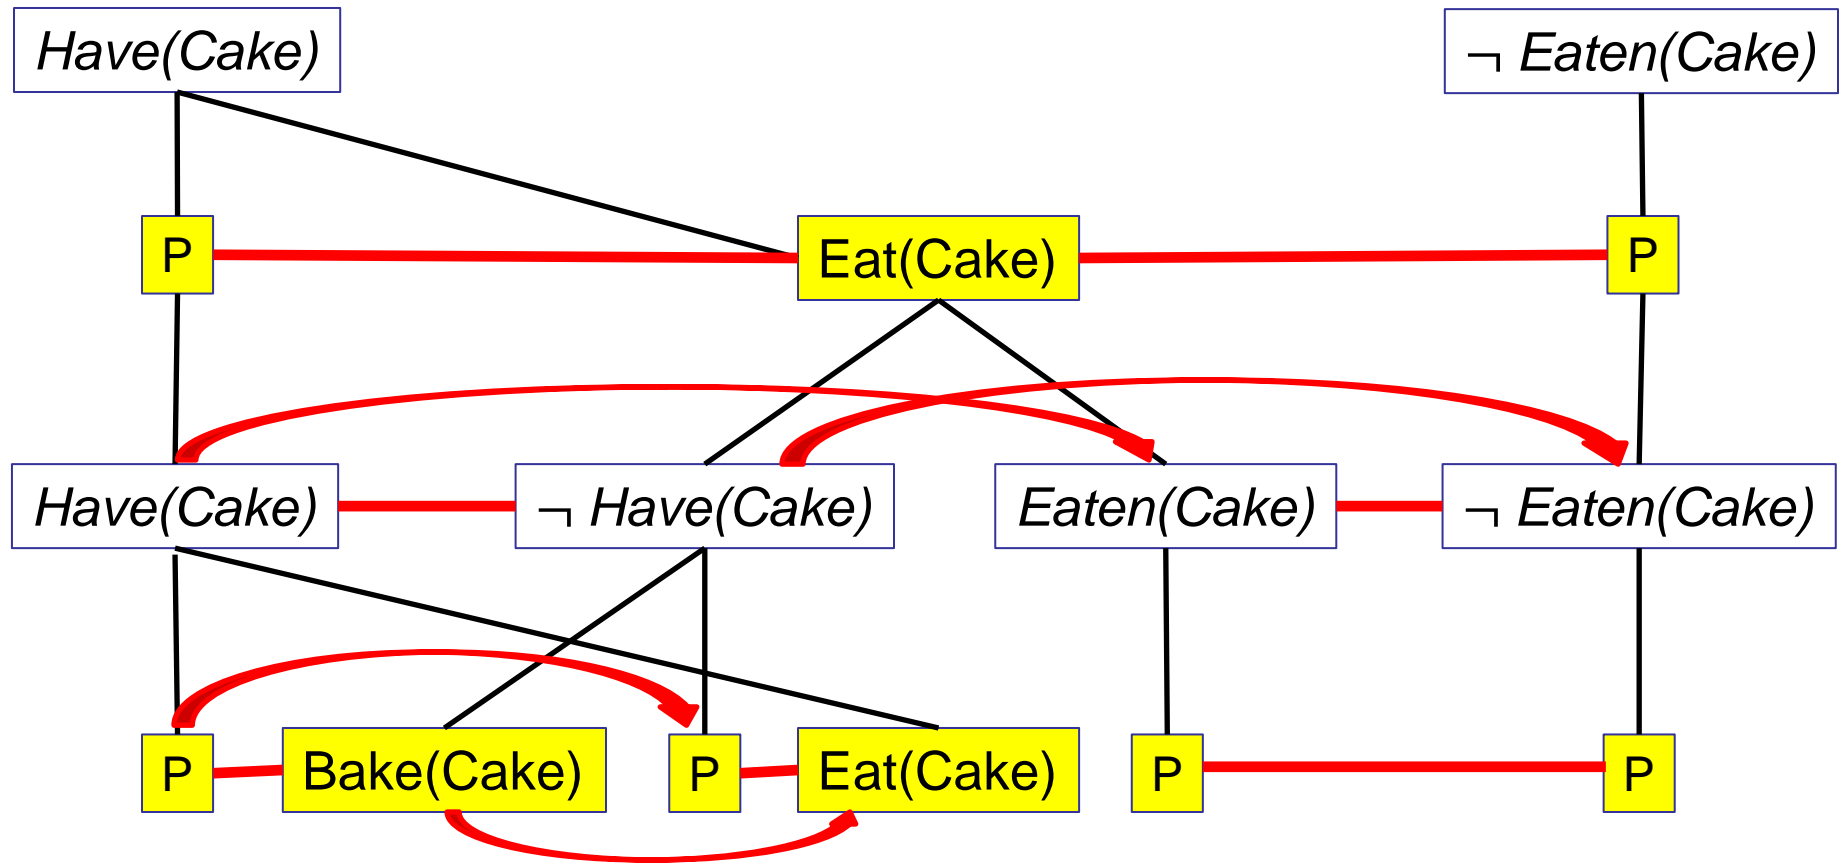 Have(Cake)
¬ Eaten(Cake)
P
Eat(Cake)
P
Have(Cake)
¬ Have(Cake)
Eaten(Cake)
¬ Eaten(Cake)
P
Bake(Cake)
P
Eat(Cake)
P
P